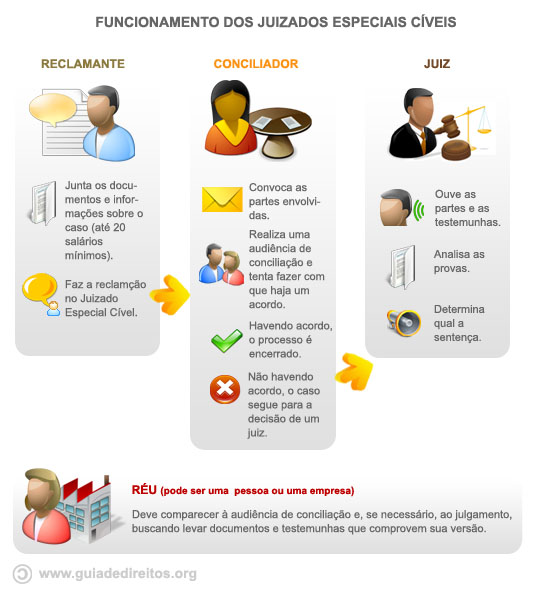 FUNCIONAMENTO DOS JUIZADOS ESPECIAIS CÍVEIS
RECLAMANTE
Junta os docu-
mentos e infor-
mações sobre o
caso (até 20
salários
mínimos).
Faz a reclamção
no Juizado
Especial Cível.
CONCILIADOR
Convoca as
partes envolvi-
das.
Realiza uma
audiência de
conciliação e
tenta fazer com
que haja um
acordo.
Havendo acordo,
o processo é
encerrado.
Não havendo
acordo, o caso
segue para a
decisão de um
juiz.
JUIZ
Ouve as
partes e as
testemunhas.
Analisa as
provas.
Determina
qual a
sentença.
RÉU (pode ser uma pessoa ou uma empresa)
Deve comparecer à audiência de conciliação e, se necessário, ao julgamento,
buscando levar documentos e testemunhas que comprovem sua versão.
www.guiadedireitos.org